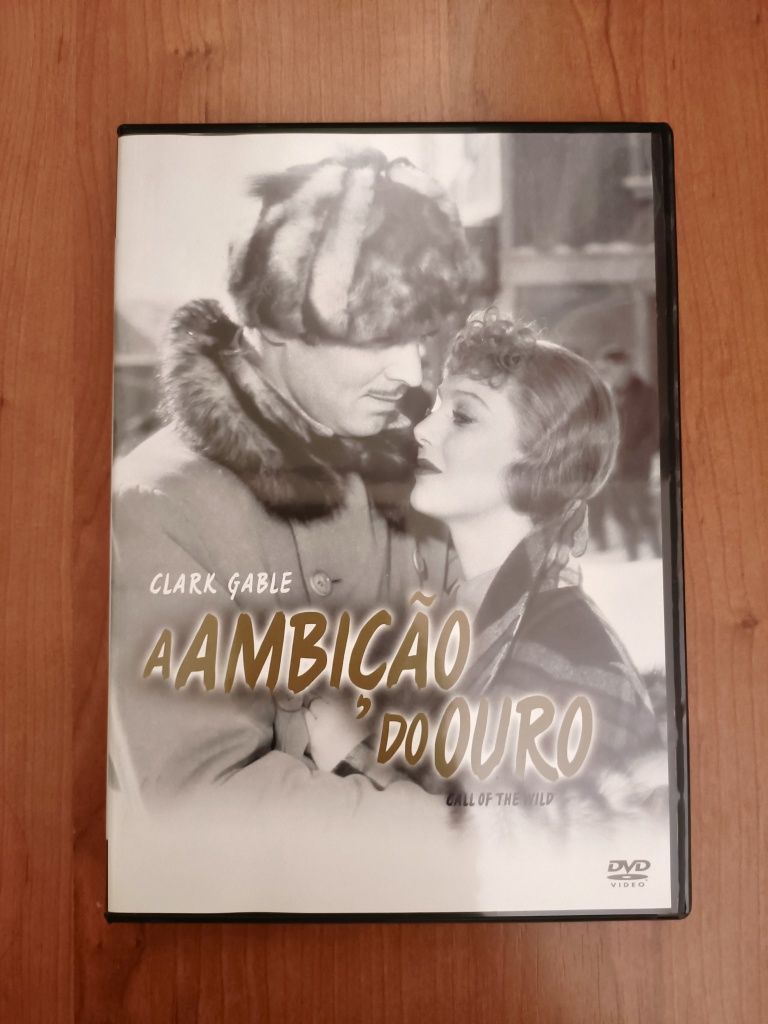 CLARK GABLE
A AMBIÇÃO
DO OURO
CALL OF THE WILD
DVD
VIDEO